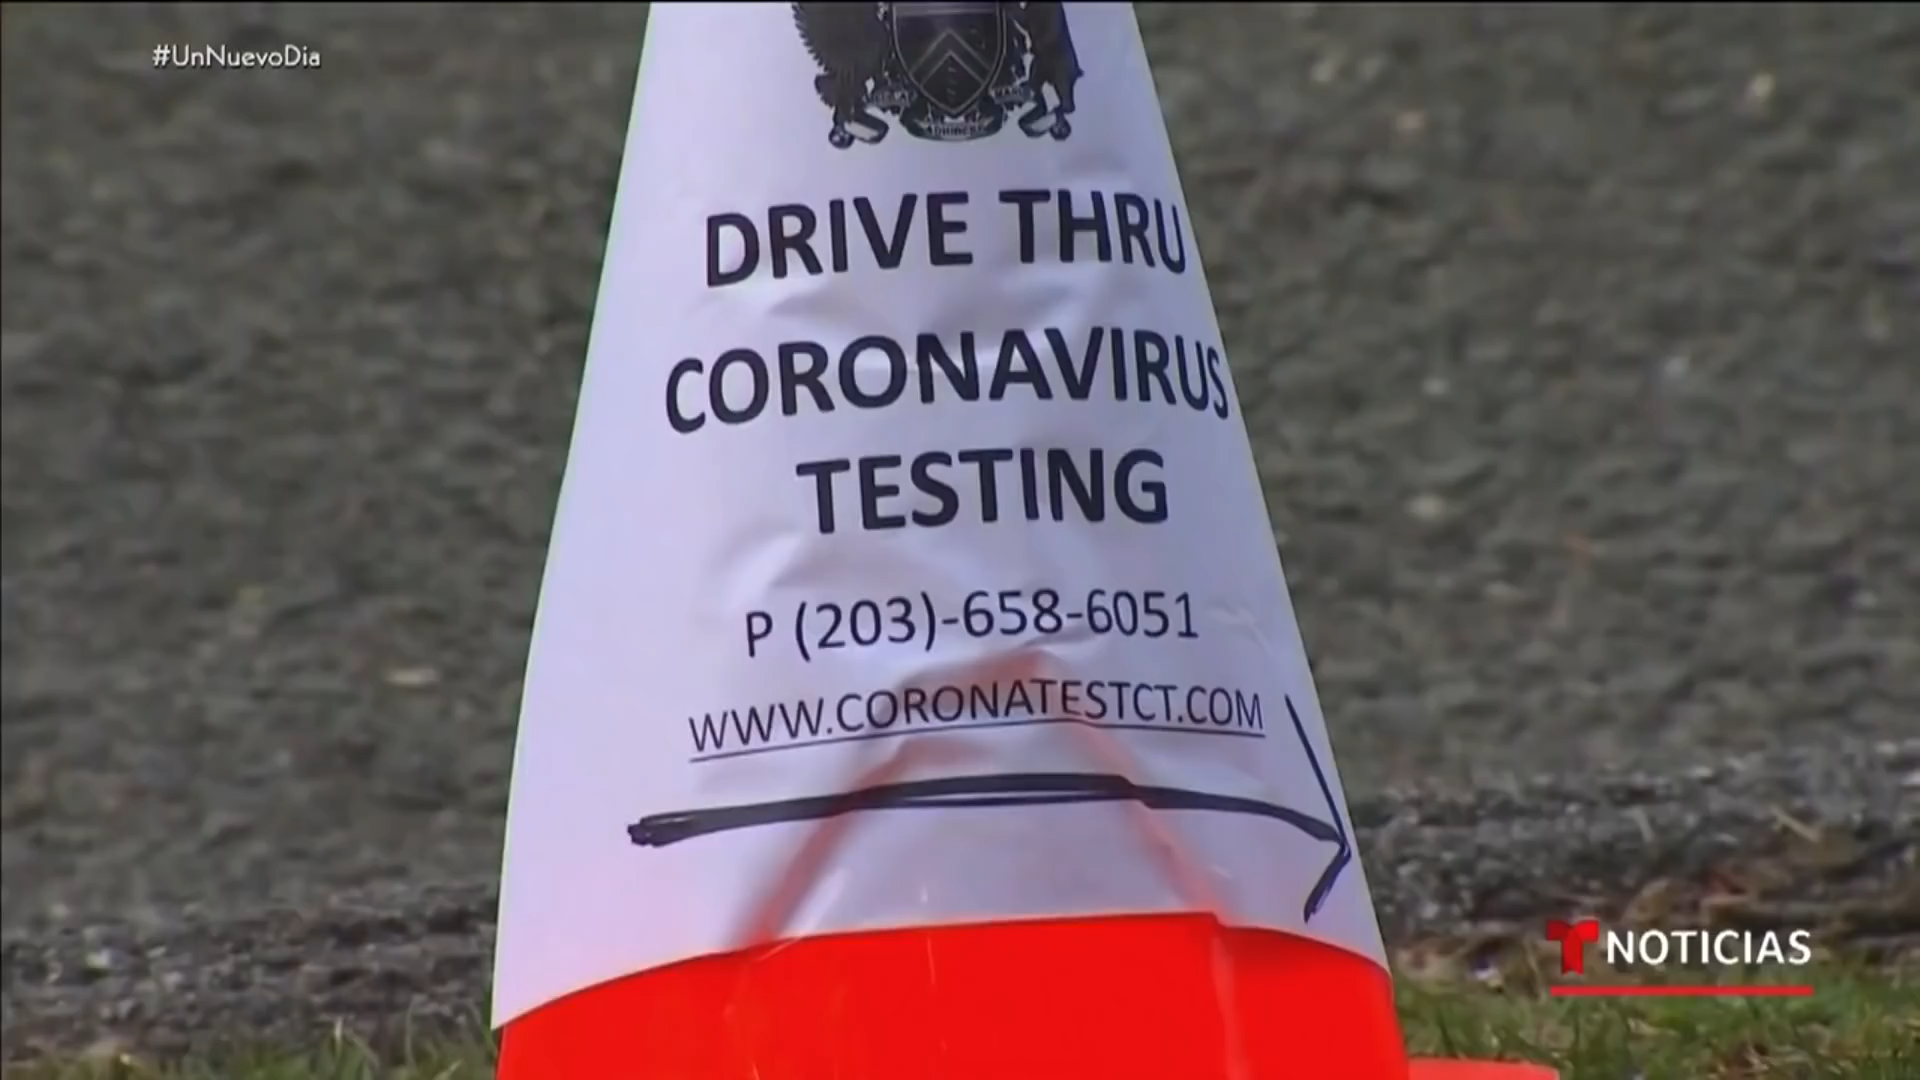 #UnNuevoDia
DRIVE THRU
CORONAVIRUS
TESTING
P (203)-658-6051
WWW.CORONATESTCT.COM
NOTICIAS